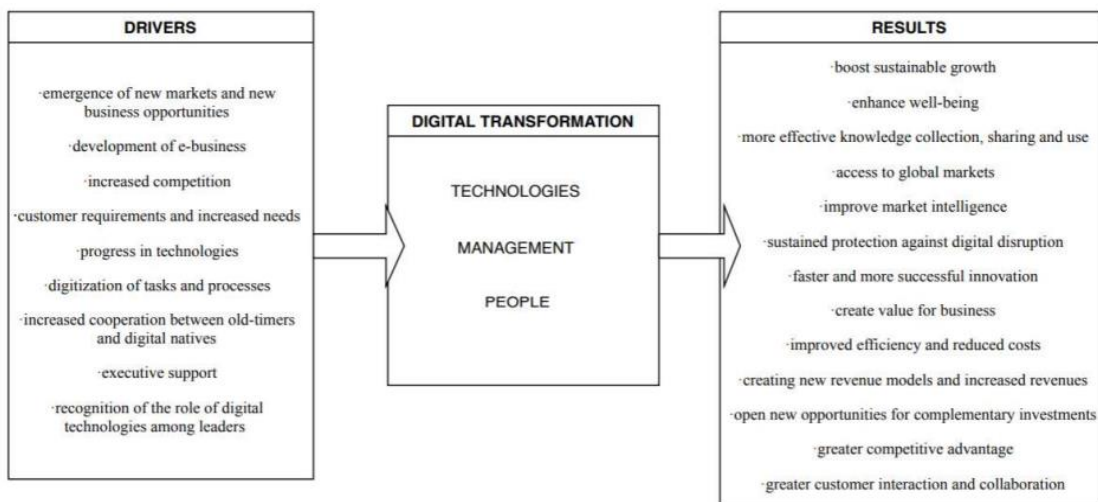 DRIVERS
·emergence of new markets and new
business opportunities
·development of e-business
·increased competition
·customer requirements and increased needs
·progress in technologies
·digitization of tasks and processes
·increased cooperation between old-timers
and digital natives
·executive support
·recognition of the role of digital
technologies among leaders
DIGITAL TRANSFORMATION
TECHNOLOGIES
MANAGEMENT
PEOPLE
RESULTS
·boost sustainable growth
·enhance well-being
·more effective knowledge collection, sharing and use
·access to global markets
·improve market intelligence
·sustained protection against digital disruption
·faster and more successful innovation
·create value for business
·improved efficiency and reduced costs
·creating new revenue models and increased revenues
·open new opportunities for complementary investments
·greater competitive advantage
·greater customer interaction and collaboration